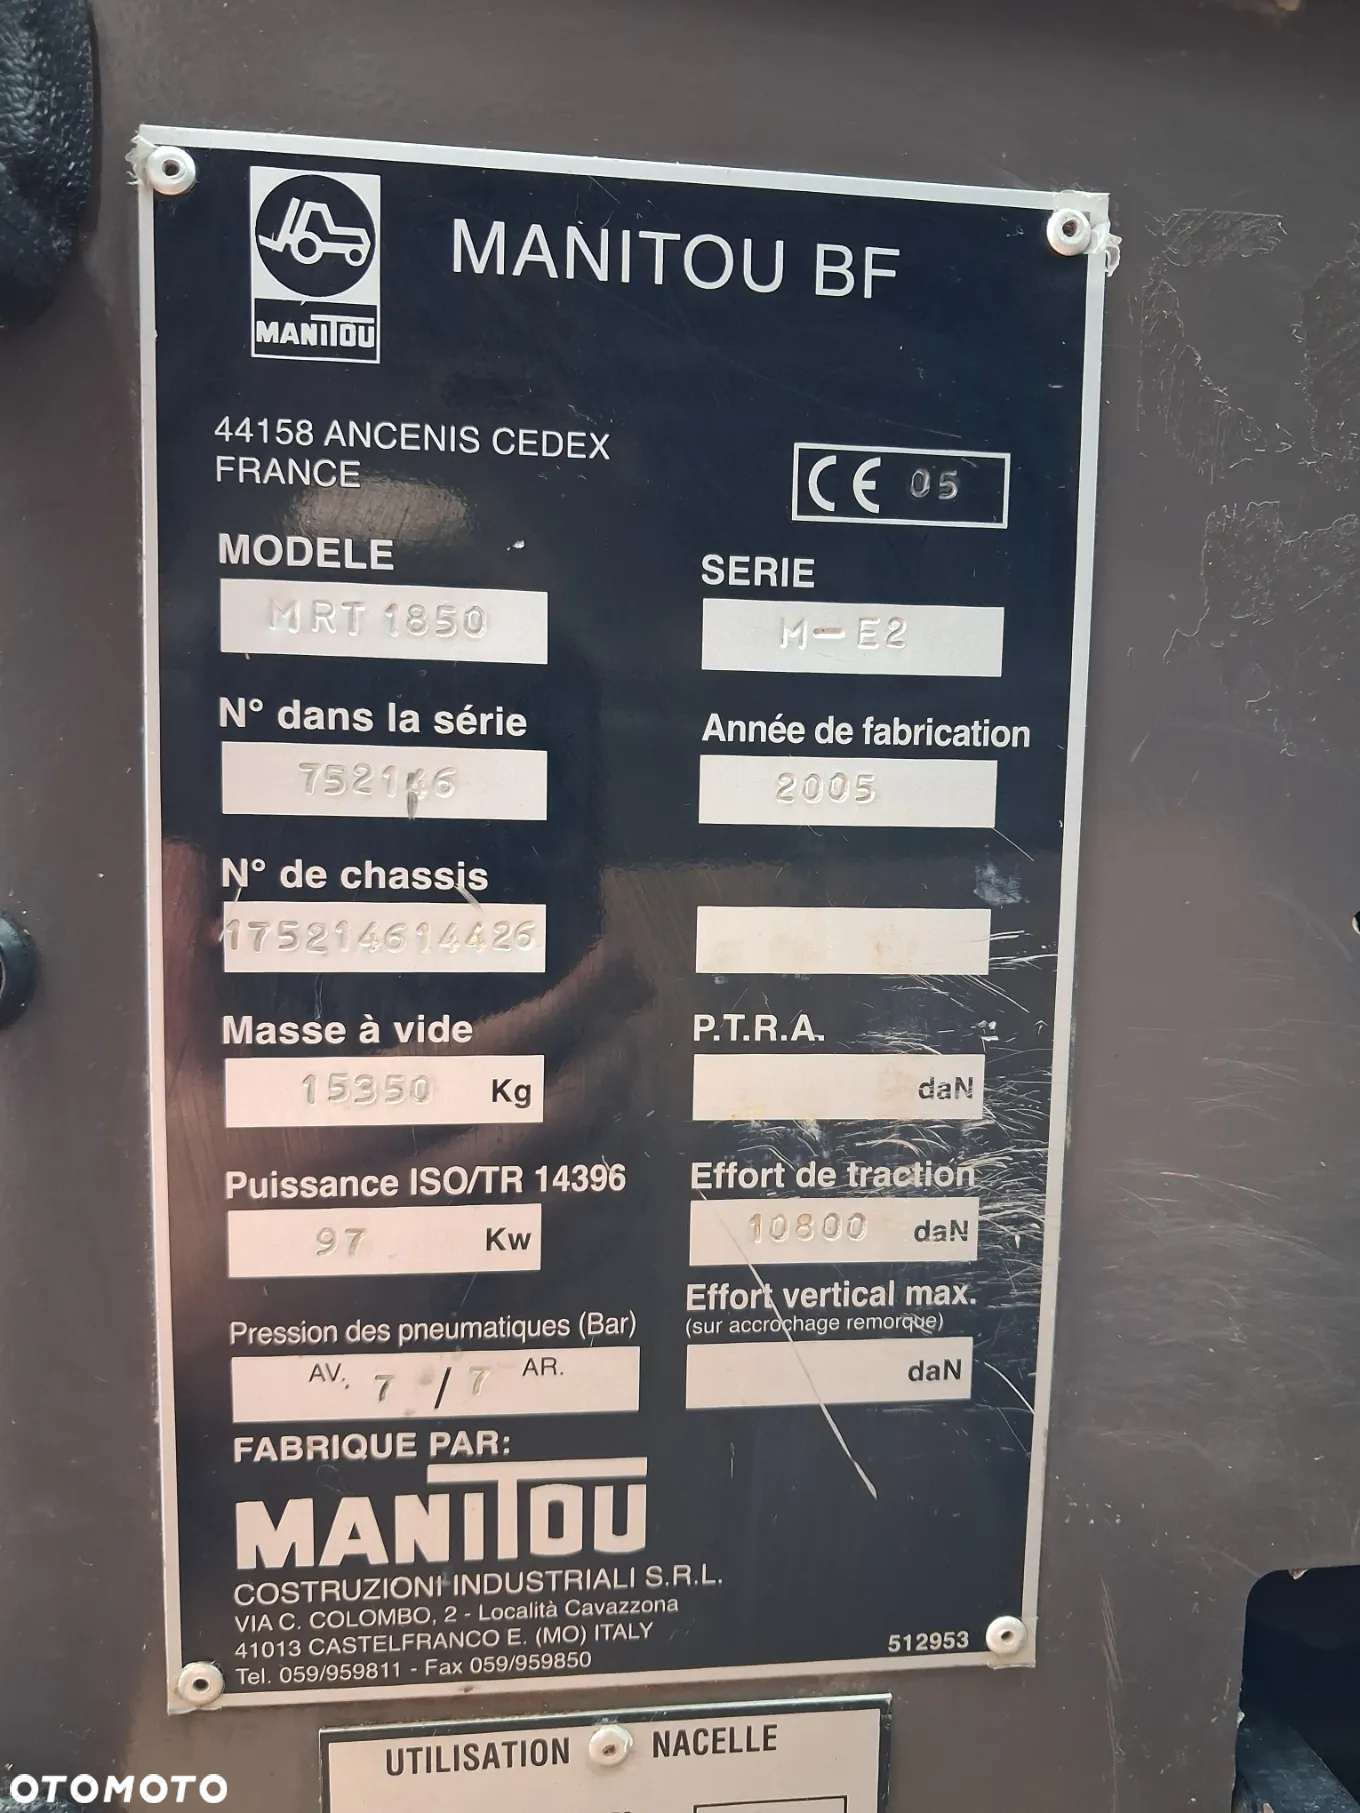 MANITOU
MANITOU BF
44158 ANCENIS CEDEX
FRANCE
CE 05
MODELE
MRT 1850
SERIE
M-E2
N° dans la série
752146
Année de fabrication
2005
N° de chassis
175214614426
Masse à vide
15350 Kg
P.T.R.A.
daN
Puissance ISO/TR 14396
97 Kw
Effort de traction
10800 daN
Pression des pneumatiques (Bar)
AV. 7 / 7 AR.
Effort vertical max.
(sur accrochage remorque)
daN
FABRIQUE PAR:
MANITOU
COSTRUZIONI INDUSTRIALI S.R.L.
VIA C. COLOMBO, 2 - Località Cavazzona
41013 CASTELFRANCO E. (MO) ITALY
Tel. 059/959811 - Fax 059/959850
512953
UTILISATION NACELLE
OTOMOTO